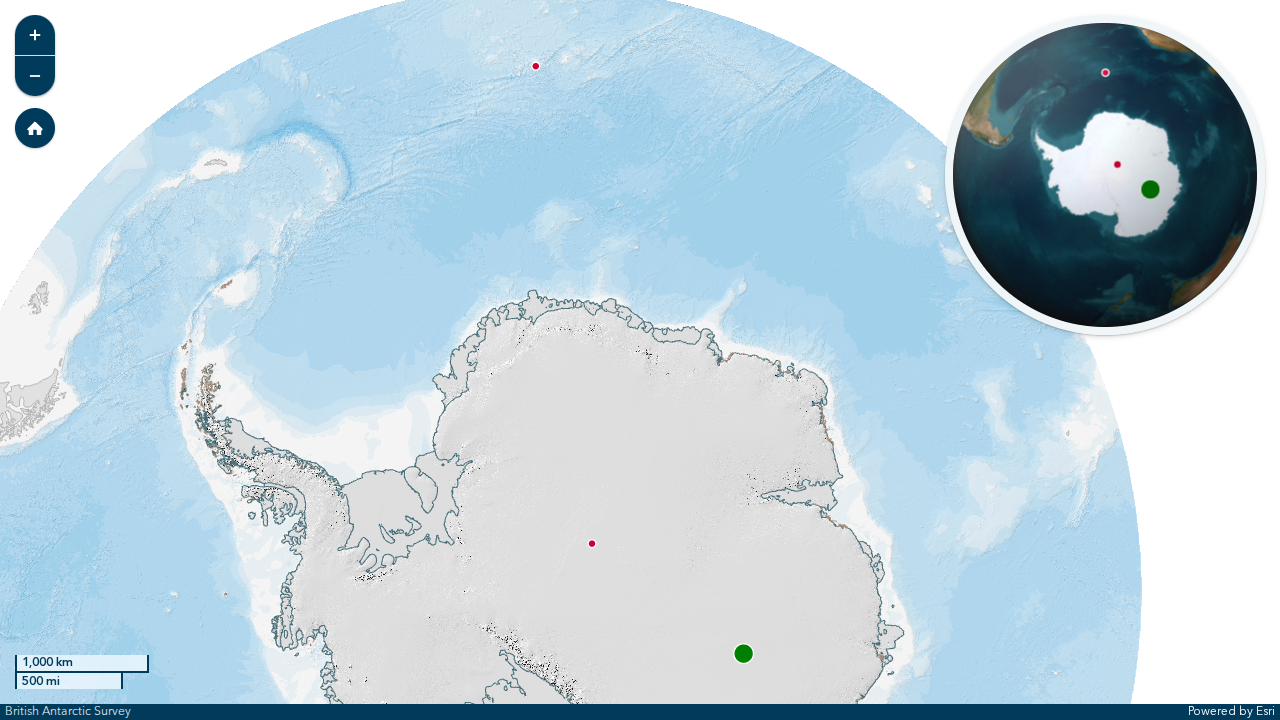 +
−
1,000 km
500 mi
British Antarctic Survey
Powered by Esri